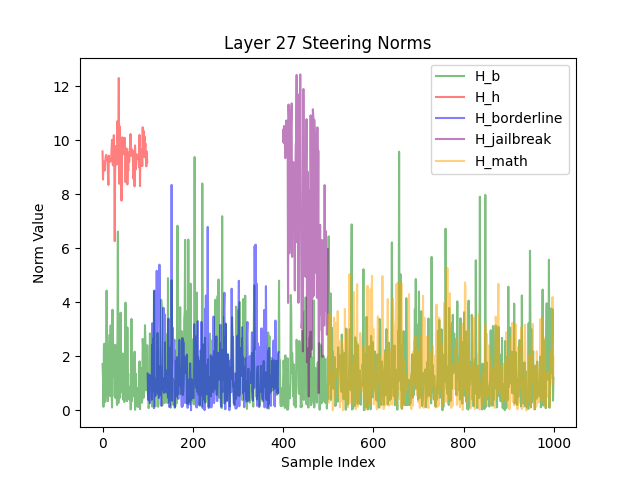 Layer 27 Steering Norms
H_b
H_h
H_borderline
H_jailbreak
H_math
Norm Value
12
10
8
6
4
2
0
0
200
400
600
800
1000
Sample Index